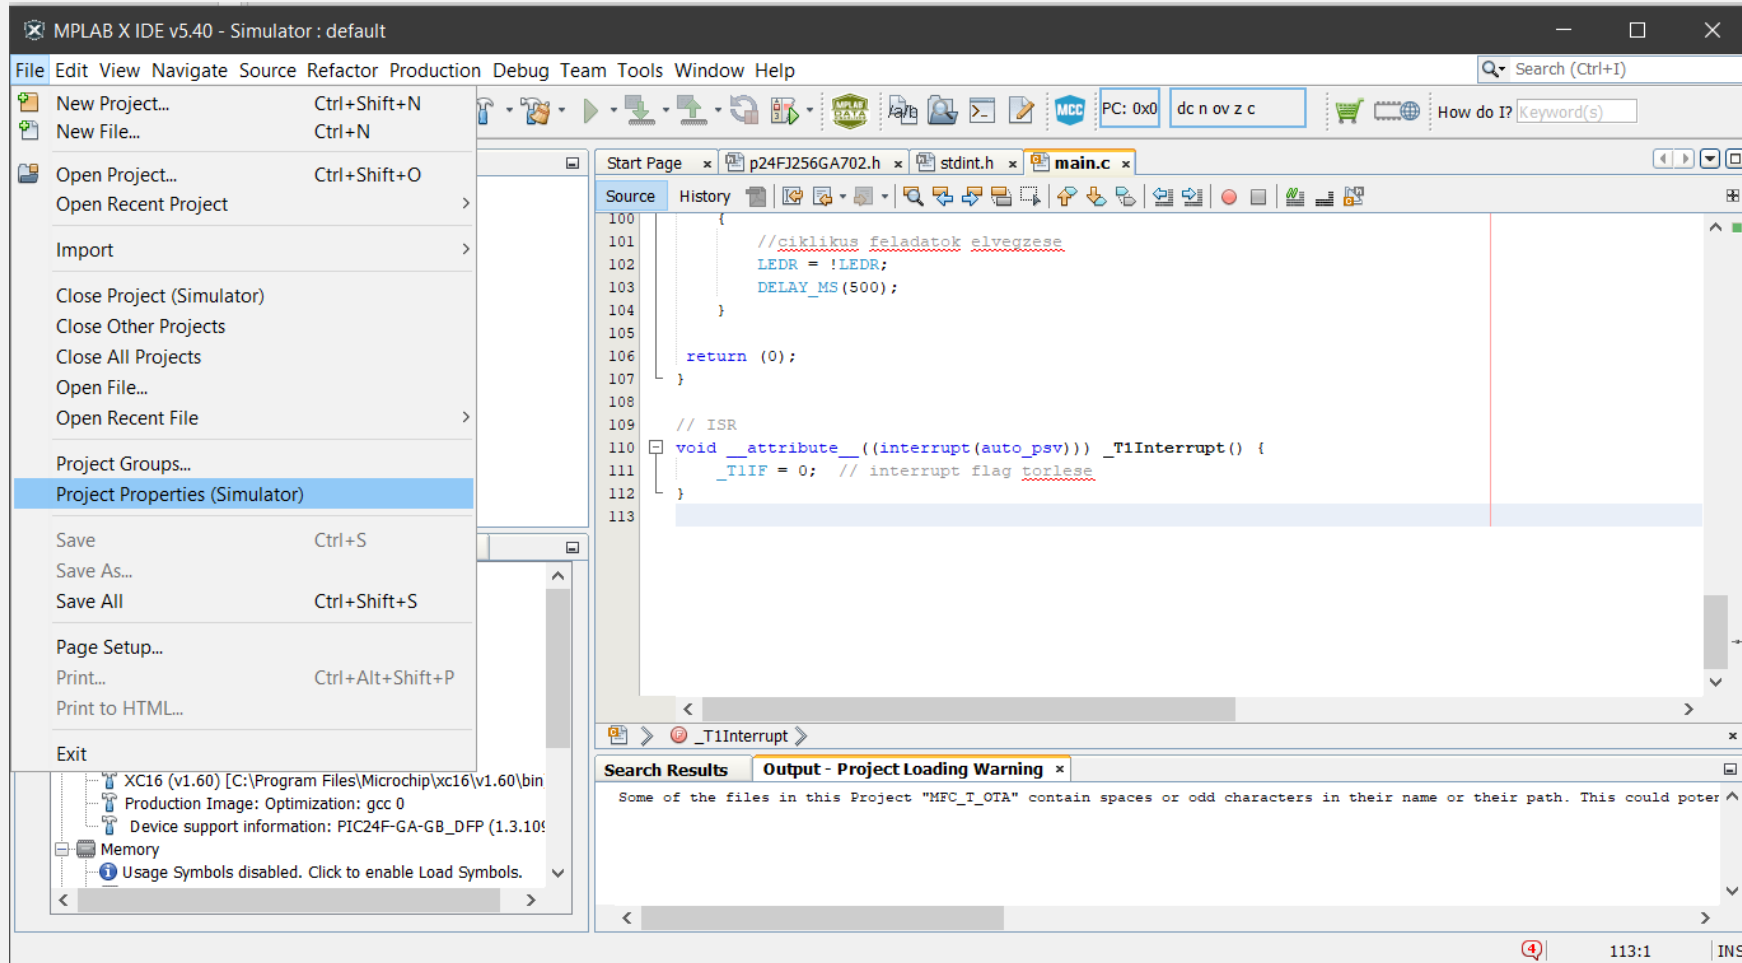 MPLAB X IDE v5.40 - Simulator : default
File Edit View Navigate Source Refactor Production Debug Team Tools Window Help
Search (Ctrl+I)
New Project... Ctrl+Shift+N
New File... Ctrl+N
Open Project... Ctrl+Shift+O
Open Recent Project
Import
Close Project (Simulator)
Close Other Projects
Close All Projects
Open File...
Open Recent File
Project Groups...
Project Properties (Simulator)
Save Ctrl+S
Save As...
Save All Ctrl+Shift+S
Page Setup...
Print... Ctrl+Alt+Shift+P
Print to HTML...
Exit
MPLAB DATA
MCC
PC: 0x0
dc n ov z c
How do I? Keyword(s)
Start Page
p24FJ256GA702.h
stdint.h
main.c
Source History
100 {
101 //ciklikus feladatok elvegzese
102 LEDR = !LEDR;
103 DELAY_MS(500);
104 }
105
106 return (0);
107 }
108
109 // ISR
110 void __attribute__((interrupt(auto_psv))) _T1Interrupt() {
111 _T1IF = 0; // interrupt flag torlese
112 }
113
_T1Interrupt
XC16 (v1.60) [C:\Program Files\Microchip\xc16\v1.60\bin
Production Image: Optimization: gcc 0
Device support information: PIC24F-GA-GB_DFP (1.3.109
Memory
Usage Symbols disabled. Click to enable Load Symbols.
Search Results
Output - Project Loading Warning
Some of the files in this Project "MFC_T_OTA" contain spaces or odd characters in their name or their path. This could poter
4
113:1
INS